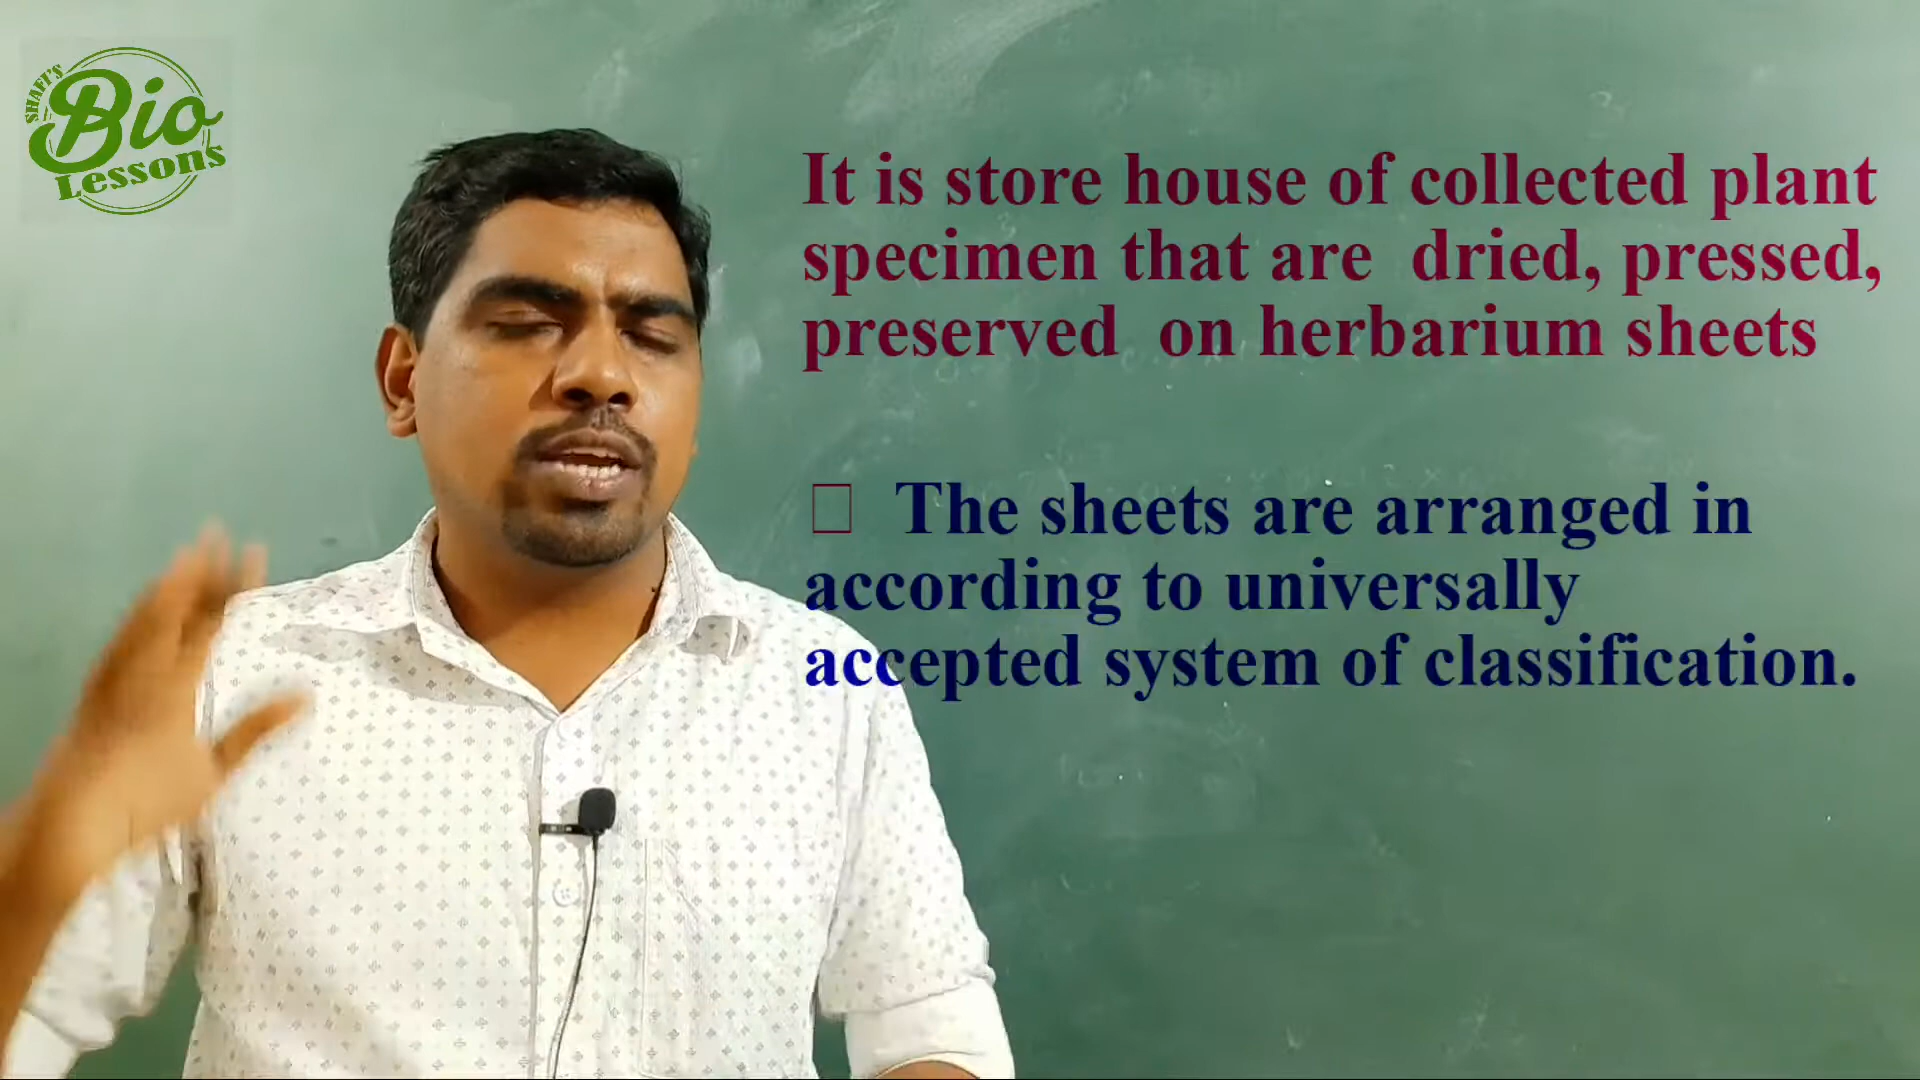 SHAFI'S
Bio
Lessons
It is store house of collected plant
specimen that are dried, pressed,
preserved on herbarium sheets
The sheets are arranged in
according to universally
accepted system of classification.